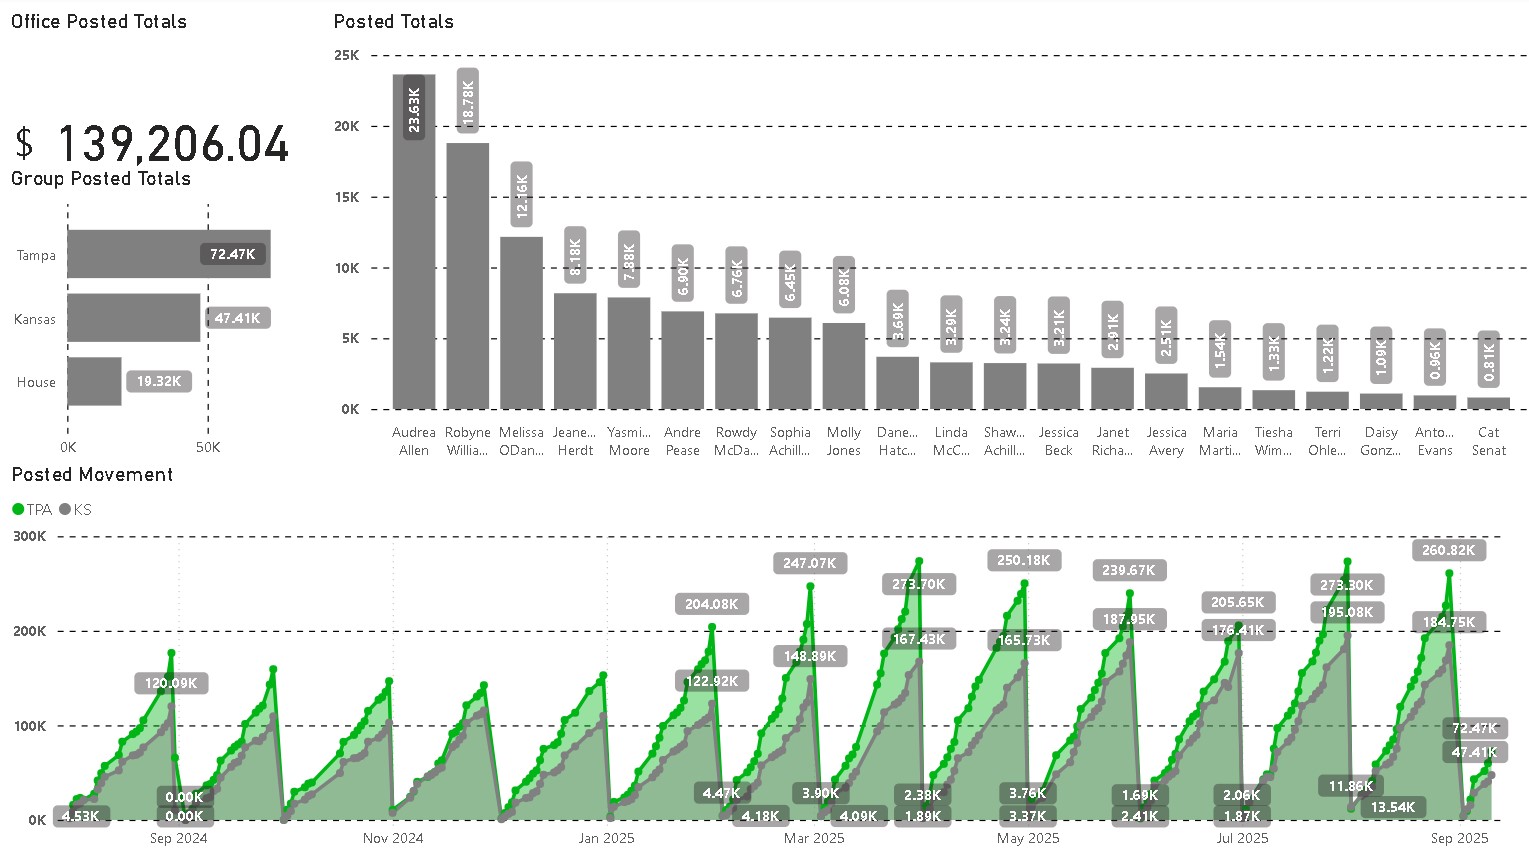 Office Posted Totals
$ 139,206.04
Group Posted Totals
Tampa 72.47K
Kansas 47.41K
House 19.32K
0K 50K
Posted Totals
25K
20K
15K
10K
5K
0K
23.63K 18.78K 12.16K 8.18K 7.88K 6.90K 6.76K 6.45K 6.08K 3.69K 3.29K 3.24K 3.21K 2.91K 2.51K 1.54K 1.33K 1.22K 1.09K 0.96K 0.81K
Audrea Robyne Melissa Jeane... Yasmi... Andre Rowdy Sophia Molly Dane... Linda Shaw... Jessica Janet Jessica Maria Tiesha Terri Daisy Anto... Cat
Allen Willia... ODan... Herdt Moore Pease McDa... Achill... Jones Hatc... McC... Achill... Beck Richa... Avery Marti... Wim... Ohle... Gonz... Evans Senat
Posted Movement
TPA KS
300K
200K
100K
0K
247.07K 273.70K 250.18K 239.67K 205.65K 273.30K 260.82K
204.08K
148.89K 167.43K 165.73K 187.95K 176.41K 195.08K 184.75K
120.09K 122.92K
72.47K
47.41K
4.47K 3.90K 2.38K 3.76K 1.69K 2.06K 11.86K
0.00K
4.53K 0.00K 4.18K 4.09K 1.89K 3.37K 2.41K 1.87K 13.54K
Sep 2024 Nov 2024 Jan 2025 Mar 2025 May 2025 Jul 2025 Sep 2025